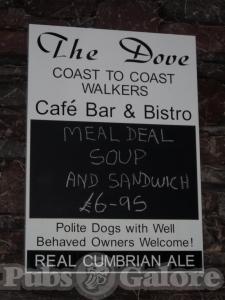 The Dove
COAST TO COAST
WALKERS
Café Bar & Bistro
MEAL DEAL
SOUP
AND SANDWICH
£6-95
Polite Dogs with Well
Behaved Owners Welcome!
REAL CUMBRIAN ALE
Pubs Galore